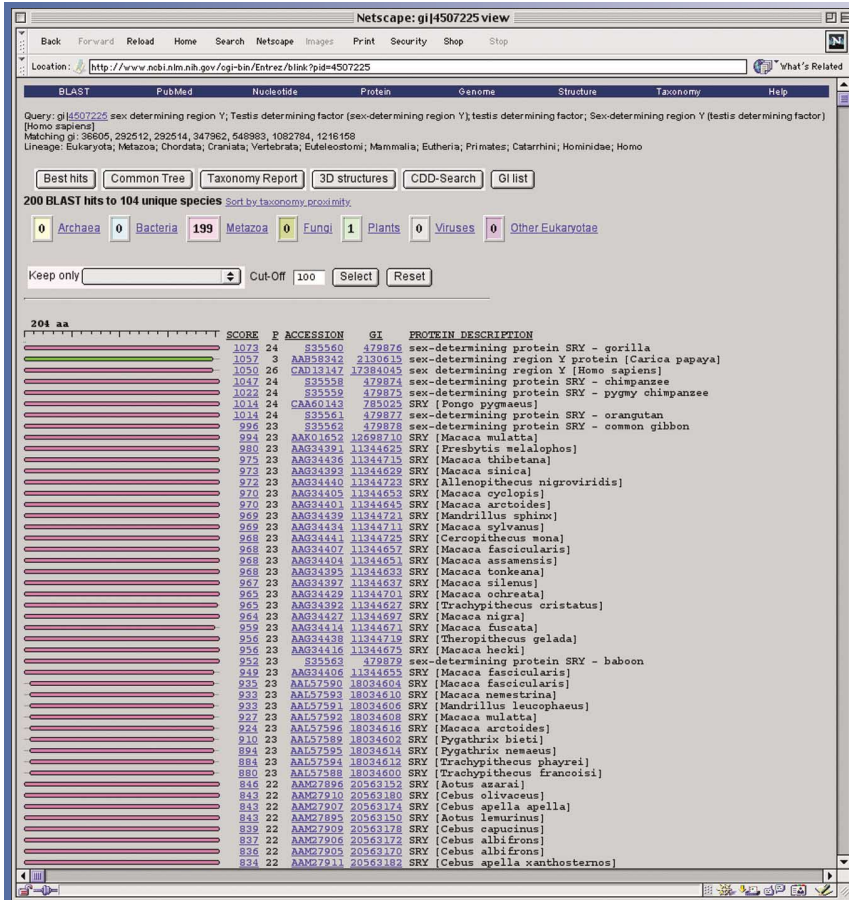 Netscape: gi|4507225 view
Back Forward Reload Home Search Netscape Images Print Security Shop Stop
N
Location: http://www.ncbi.nlm.nih.gov/cgi-bin/Entrez/blink?pid=4507225 What's Related
BLAST PubMed Nucleotide Protein Genome Structure Taxonomy Help
Query: gi|4507225 sex determining region Y; Testis determining factor (sex-determining region Y); testis determining factor; Sex-determining region Y (testis determining factor)
[Homo sapiens]
Matching gi: 36605, 292512, 292514, 347962, 548983, 1082784, 1216158
Lineage: Eukaryota; Metazoa; Chordata; Craniata; Vertebrata; Euteleostomi; Mammalia; Eutheria; Primates; Catarrhini; Hominidae; Homo
Best hits Common Tree Taxonomy Report 3D structures CDD-Search GI list
200 BLAST hits to 104 unique species Sort by taxonomy proximity
0 Archaea 0 Bacteria 199 Metazoa 0 Fungi 1 Plants 0 Viruses 0 Other Eukaryotae
Keep only Cut-Off 100 Select Reset
204 aa
SCORE P ACCESSION GI PROTEIN DESCRIPTION
1073 24 S35560 479876 sex-determining protein SRY - gorilla
1057 3 AAB58342 2130615 sex-determining region Y protein [Carica papaya]
1050 26 CAD13147 17384045 sex-determining region Y [Homo sapiens]
1047 24 S35558 479874 sex-determining protein SRY - chimpanzee
1022 24 S35559 479875 sex-determining protein SRY - pygmy chimpanzee
1014 24 CAA60143 785025 SRY [Pongo pygmaeus]
1014 24 S35561 479877 sex-determining protein SRY - orangutan
996 23 S35562 479878 sex-determining protein SRY - common gibbon
994 23 AAK01652 12698710 SRY [Macaca mulatta]
980 23 AAG34391 11344625 SRY [Presbytis melalophos]
975 23 AAG34436 11344715 SRY [Macaca thibetana]
973 23 AAG34393 11344629 SRY [Macaca sinica]
972 23 AAG34440 11344723 SRY [Allenopithecus nigroviridis]
970 23 AAG34405 11344653 SRY [Macaca cyclopis]
970 23 AAG34401 11344645 SRY [Macaca arctoides]
969 23 AAG34439 11344721 SRY [Mandrillus sphinx]
969 23 AAG34434 11344711 SRY [Macaca sylvanus]
968 23 AAG34441 11344725 SRY [Cercopithecus mona]
968 23 AAG34407 11344657 SRY [Macaca fascicularis]
968 23 AAG34404 11344651 SRY [Macaca assamensis]
968 23 AAG34395 11344633 SRY [Macaca tonkeana]
967 23 AAG34397 11344637 SRY [Macaca silenus]
965 23 AAG34429 11344701 SRY [Macaca ochreata]
965 23 AAG34392 11344627 SRY [Trachypithecus cristatus]
964 23 AAG34427 11344697 SRY [Macaca nigra]
959 23 AAG34414 11344671 SRY [Macaca fuscata]
956 23 AAG34438 11344719 SRY [Theropithecus gelada]
956 23 AAG34416 11344675 SRY [Macaca hecki]
952 23 S35563 479879 sex-determining protein SRY - baboon
949 23 AAG34406 11344655 SRY [Macaca fascicularis]
935 23 AAL57590 18034604 SRY [Macaca fascicularis]
933 23 AAL57593 18034610 SRY [Macaca nemestrina]
933 23 AAL57591 18034606 SRY [Mandrillus leucophaeus]
927 23 AAL57592 18034608 SRY [Macaca mulatta]
924 23 AAL57596 18034616 SRY [Macaca arctoides]
910 23 AAL57589 18034602 SRY [Pygathrix bieti]
894 23 AAL57595 18034614 SRY [Pygathrix nemaeus]
884 23 AAL57594 18034612 SRY [Trachypithecus phayrei]
880 23 AAL57588 18034600 SRY [Trachypithecus francoisi]
846 22 AAM27896 20563152 SRY [Aotus azarai]
843 22 AAM27910 20563180 SRY [Cebus olivaceus]
843 22 AAM27907 20563174 SRY [Cebus apella apella]
843 22 AAM27895 20563150 SRY [Aotus lemurinus]
839 22 AAM27909 20563178 SRY [Cebus capucinus]
837 22 AAM27906 20563172 SRY [Cebus albifrons]
836 22 AAM27905 20563170 SRY [Cebus albifrons]
834 22 AAM27911 20563182 SRY [Cebus apella xanthosternos]